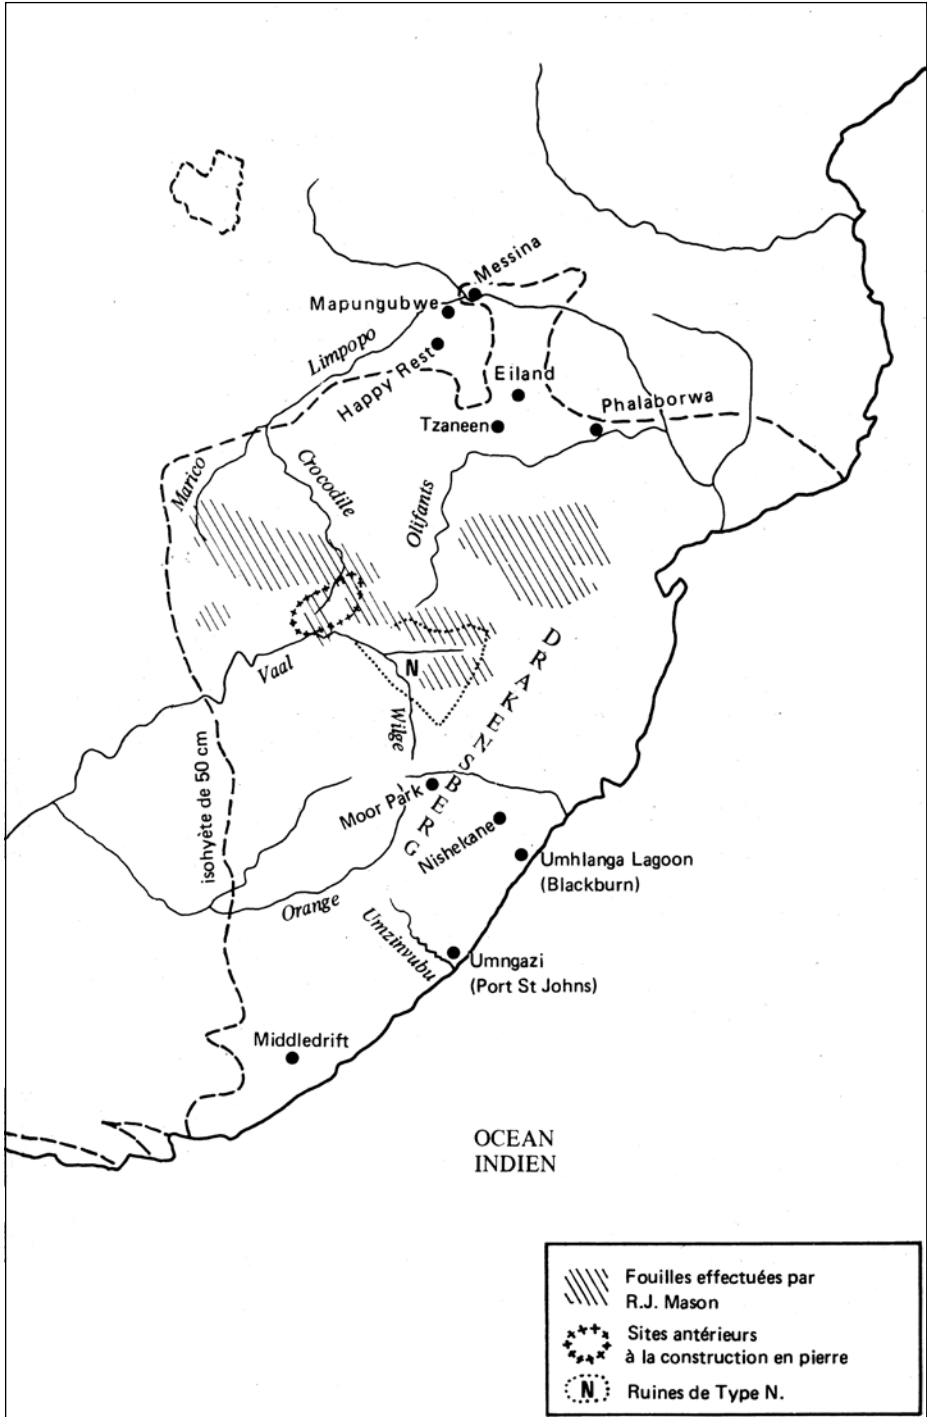 Messina
Mapungubwe
Limpopo
Happy Rest
Eiland
Phalaborwa
Tzaneen
Marico
Crocodile
Olifants
DRAKENSBERG
Vaal
N
Wilge
isohyète de 50 cm
Moor Park
Nishekane
Umhlanga Lagoon
(Blackburn)
Orange
Umzinvubu
Umngazi
(Port St Johns)
Middledrift
OCEAN
INDIEN
Fouilles effectuées par
R.J. Mason
Sites antérieurs
à la construction en pierre
N
Ruines de Type N.